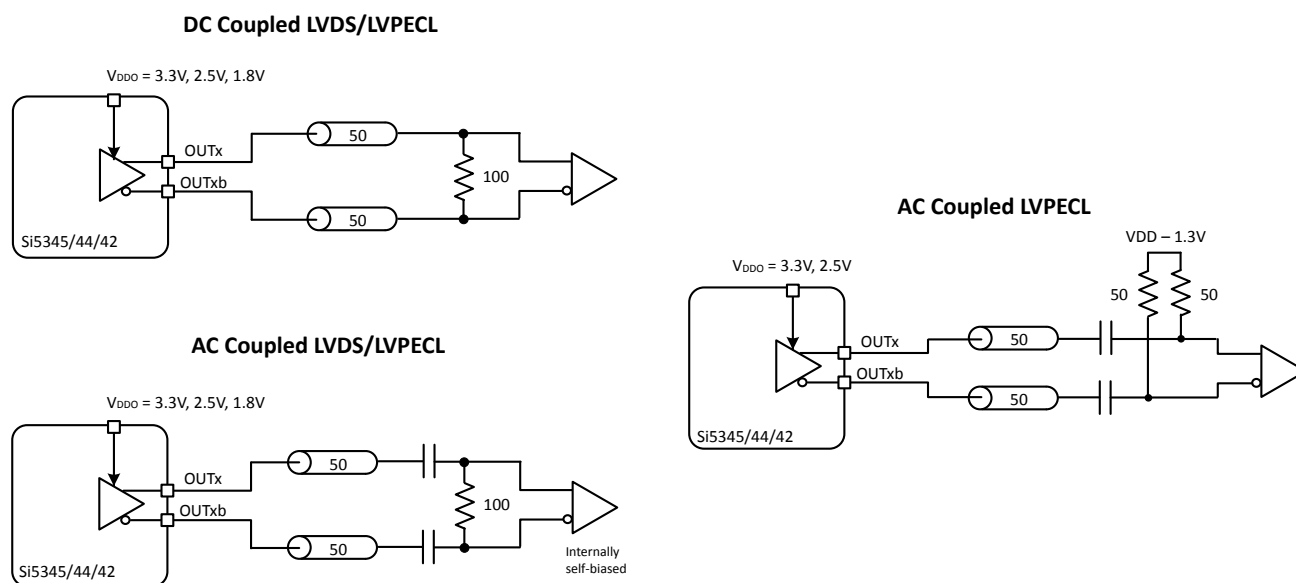 DC Coupled LVDS/LVPECL
VDDO = 3.3V, 2.5V, 1.8V
OUTx
50
OUTxb
50
100
Si5345/44/42
AC Coupled LVDS/LVPECL
VDDO = 3.3V, 2.5V, 1.8V
OUTx
50
OUTxb
50
100
Si5345/44/42
Internally
self-biased
AC Coupled LVPECL
VDD – 1.3V
VDDO = 3.3V, 2.5V
50
50
OUTx
50
OUTxb
50
Si5345/44/42